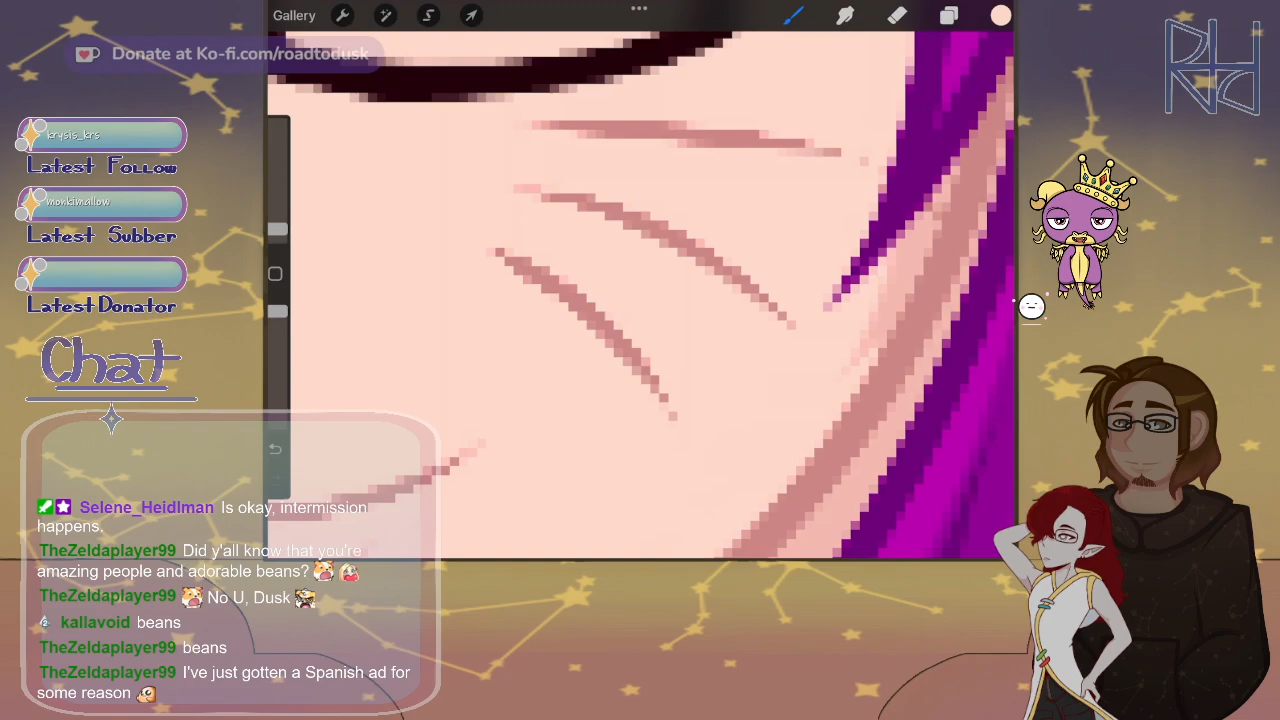 Gallery
Donate at Ko-fi.com/roadtodusk
krysis_krs
Latest Follow
monkimallow
Latest Subber
Latest Donator
Chat
Selene_Heidlman Is okay, intermission
happens.
TheZeldaplayer99 Did y'all know that you're
amazing people and adorable beans?
TheZeldaplayer99 No U, Dusk
kallavoid beans
TheZeldaplayer99 beans
TheZeldaplayer99 I've just gotten a Spanish ad for
some reason